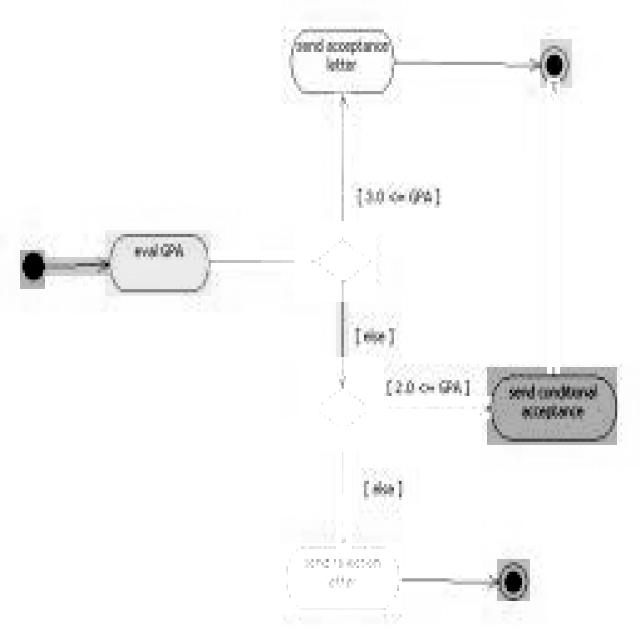 send acceptance
letter
[ 3.0 <= GPA]
eval GPA
[ else ]
[ 2.0 <= GPA]
send conditional
acceptance
[ else ]
send rejection
letter